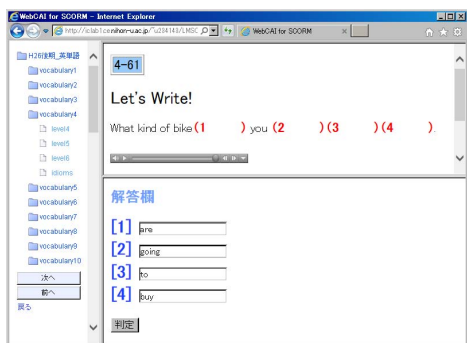 WebCAI for SCORM - Internet Explorer
WebCAI for SCORM
H26後期_英単語
vocabulary1
vocabulary2
vocabulary3
vocabulary4
level4
level5
level6
idioms
vocabulary5
vocabulary6
vocabulary7
vocabulary8
vocabulary9
vocabulary10
次へ
前へ
戻る
4-61
Let's Write!
What kind of bike (1 ) you (2 ) (3 ) (4 ).
解答欄
[1] are
[2] going
[3] to
[4] buy
判定